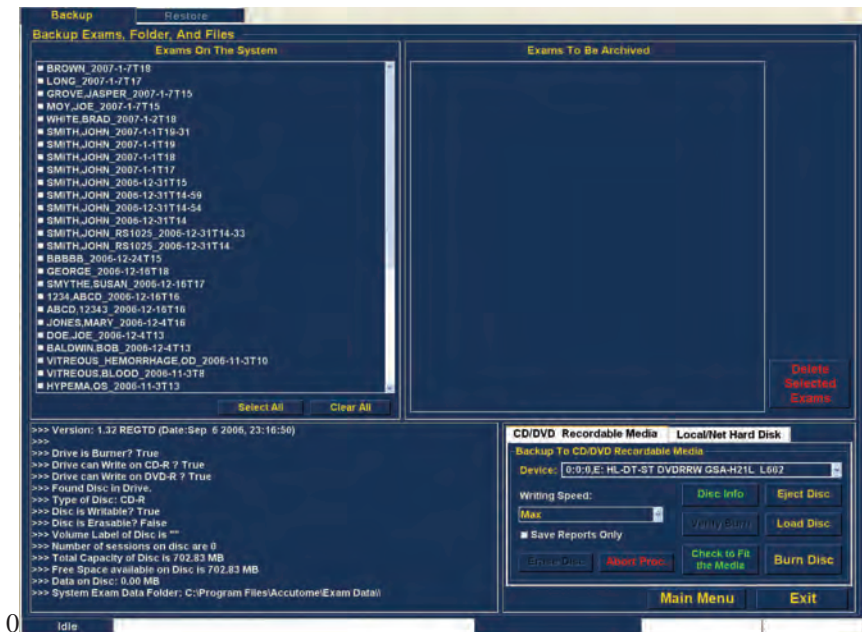 Backup Restore
Backup Exams, Folder, And Files
Exams On The System
BROWN_2007-1-7T18
LONG_2007-1-7T17
GROVE,JASPER_2007-1-7T15
MOY,JOE_2007-1-7T15
WHITE,BRAD_2007-1-2T18
SMITH,JOHN_2007-1-1T19-31
SMITH,JOHN_2007-1-1T19
SMITH,JOHN_2007-1-1T18
SMITH,JOHN_2007-1-1T17
SMITH,JOHN_2006-12-31T15
SMITH,JOHN_2006-12-31T14-59
SMITH,JOHN_2006-12-31T14-54
SMITH,JOHN_2006-12-31T14
SMITH,JOHN_RS1025_2006-12-31T14-33
SMITH,JOHN_RS1025_2006-12-31T14
BBBBB_2006-12-24T15
GEORGE_2006-12-16T18
SMYTHE,SUSAN_2006-12-16T17
1234,ABCD_2006-12-16T16
ABCD,12343_2006-12-16T16
JONES,MARY_2006-12-4T16
DOE,JOE_2006-12-4T13
BALDWIN,BOB_2006-12-4T13
VITREOUS_HEMORRHAGE,OD_2006-11-3T10
VITREOUS,BLOOD_2006-11-3T8
HYPEMA,OS_2006-11-3T13
Select All Clear All
Exams To Be Archived
Delete
Selected
Exams
>>> Version: 1.32 REGTD (Date:Sep 6 2006, 23:16:50)
>>>
>>> Drive is Burner? True
>>> Drive can Write on CD-R ? True
>>> Drive can Write on DVD-R ? True
>>> Found Disc in Drive.
>>> Type of Disc: CD-R
>>> Disc is Writable? True
>>> Disc is Erasable? False
>>> Volume Label of Disc is ""
>>> Number of sessions on disc are 0
>>> Total Capacity of Disc is 702.83 MB
>>> Free Space available on Disc is 702.83 MB
>>> Data on Disc: 0.00 MB
>>> System Exam Data Folder: C:\Program Files\Accutome\Exam Data\\
CD/DVD Recordable Media Local/Net Hard Disk
Backup To CD/DVD Recordable Media
Device: 0:0:0,E: HL-DT-ST DVDRRW GSA-H21L L602
Writing Speed:
Max
Save Reports Only
Disc Info Eject Disc
Verify Burn Load Disc
Erase Disc Abort Proc. Check to Fit
the Media Burn Disc
Main Menu Exit
0
Idle